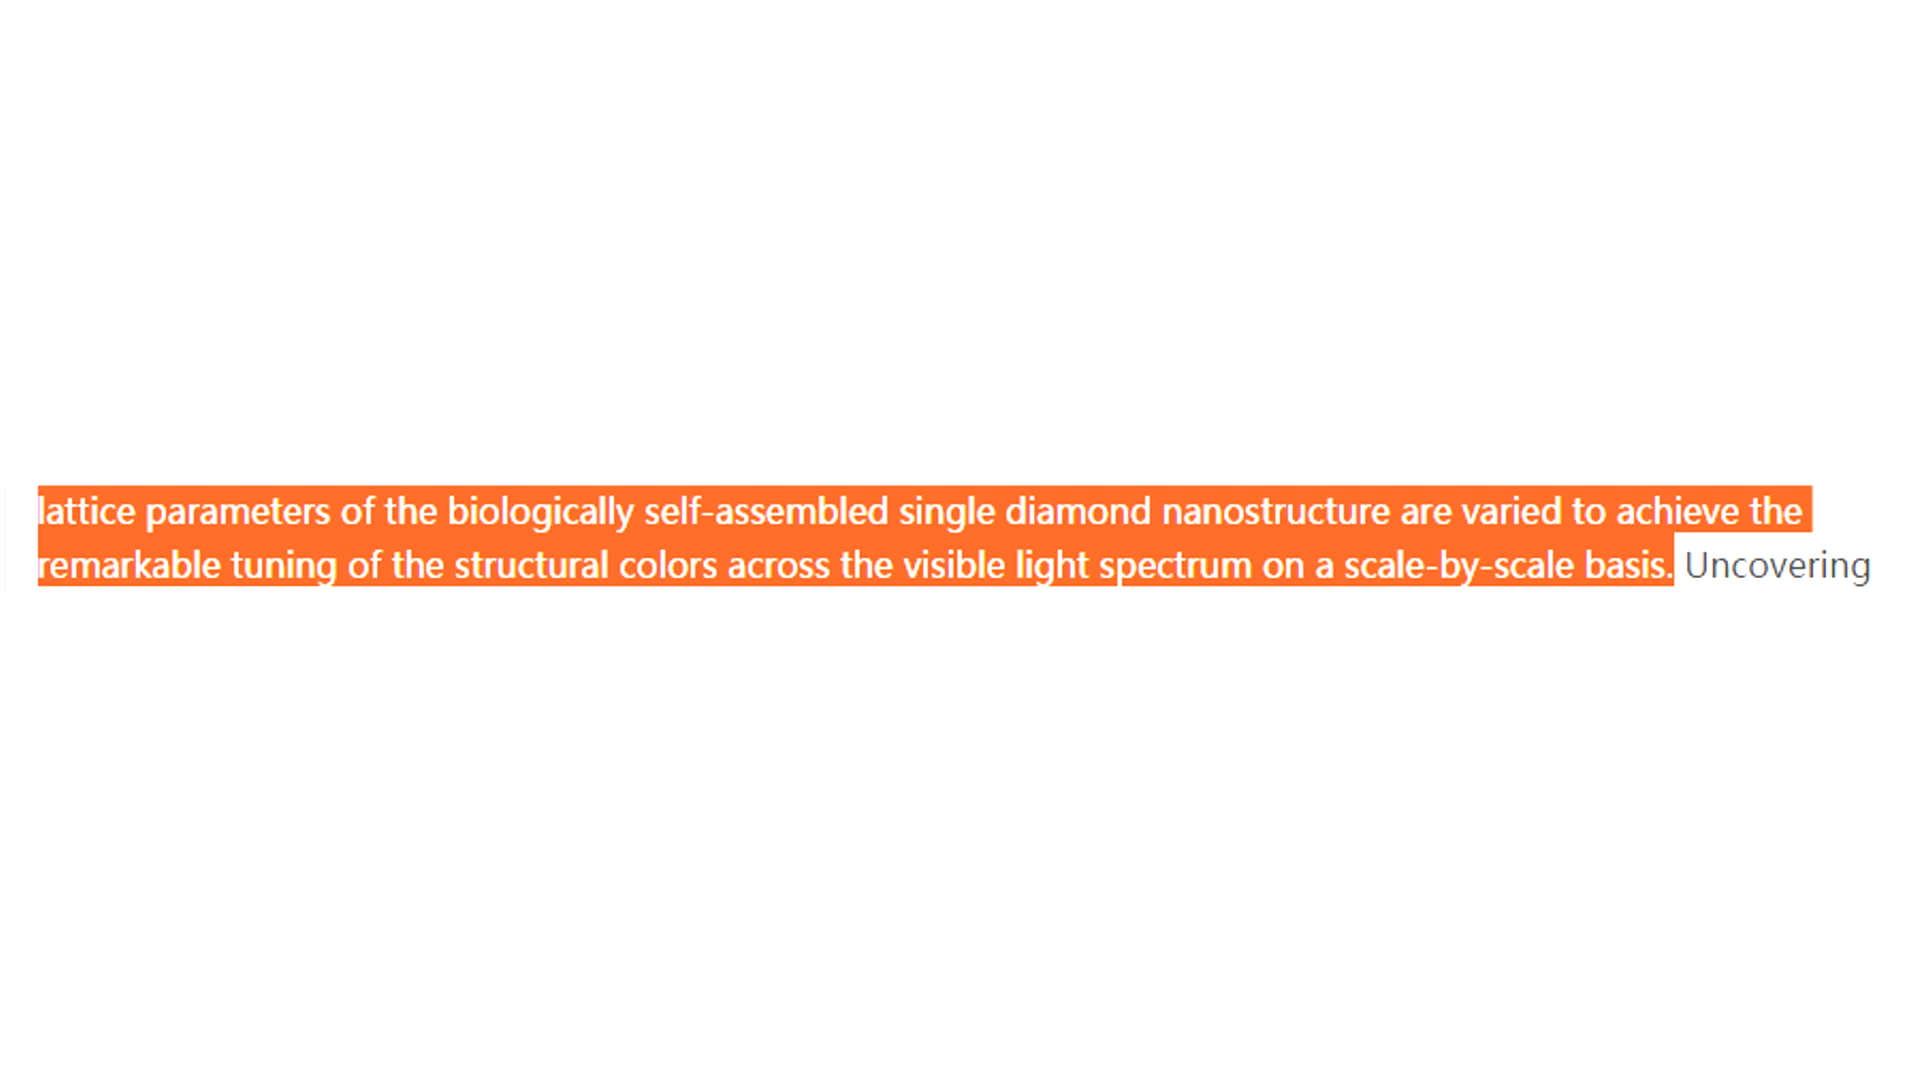 lattice parameters of the biologically self-assembled single diamond nanostructure are varied to achieve the
remarkable tuning of the structural colors across the visible light spectrum on a scale-by-scale basis. Uncovering